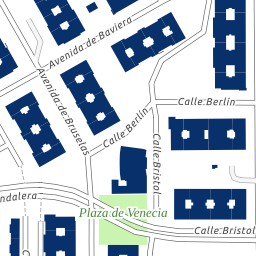 Avenida de Baviera
Avenida de Bruselas
Calle Berlín
Calle Berlín
Calle Bristol
ndalera
Plaza de Venecia
Calle Bristol